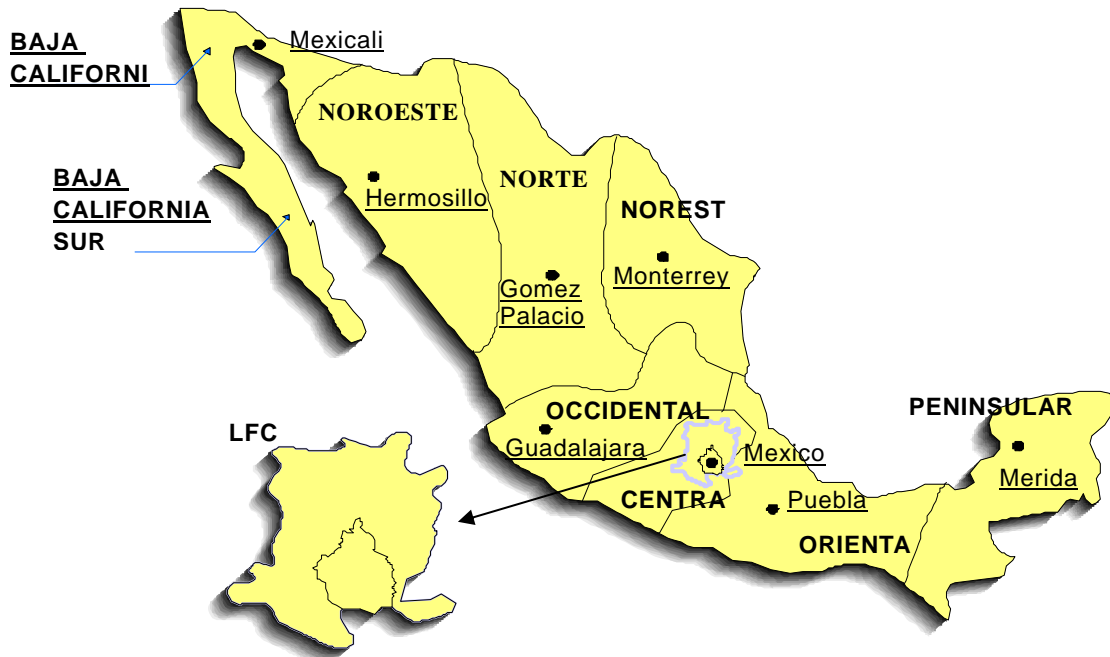 BAJA
CALIFORNI
Mexicali
NOROESTE
BAJA
CALIFORNIA
SUR
Hermosillo
NORTE
NOREST
Monterrey
Gomez
Palacio
OCCIDENTAL
Guadalajara
LFC
Mexico
CENTRA
Puebla
ORIENTA
PENINSULAR
Merida